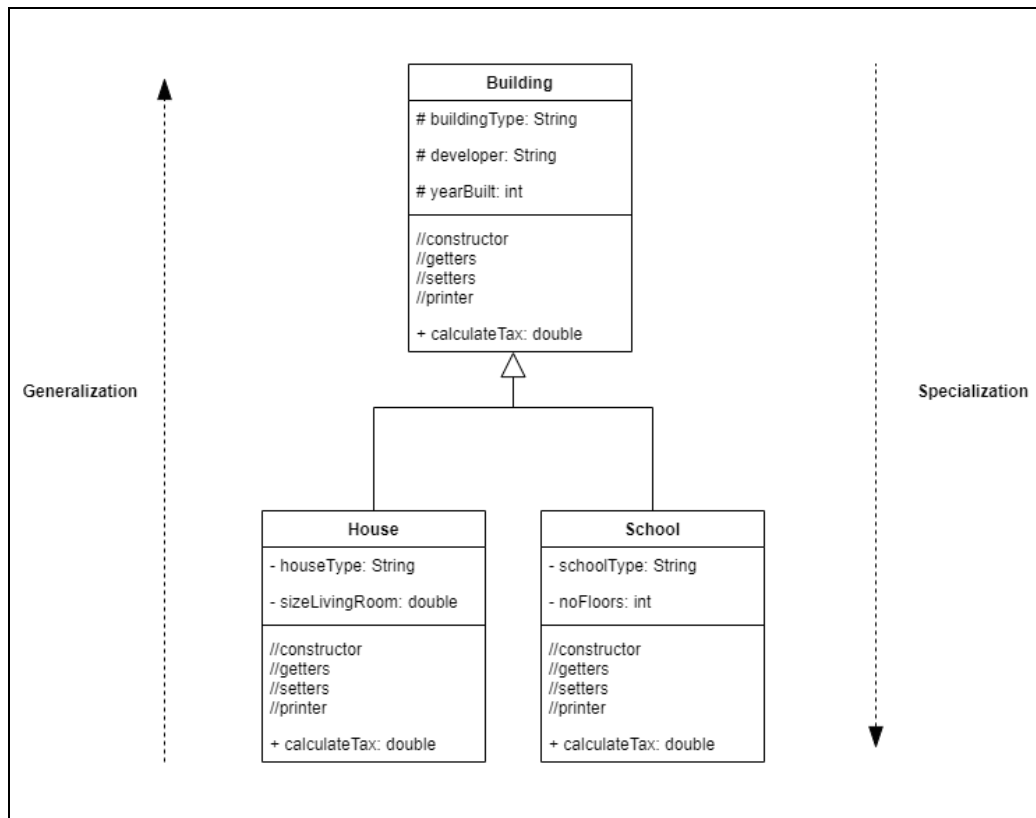 Building
# buildingType: String
# developer: String
# yearBuilt: int
//constructor
//getters
//setters
//printer
+ calculateTax: double
Generalization
Specialization
House
- houseType: String
- sizeLivingRoom: double
//constructor
//getters
//setters
//printer
+ calculateTax: double
School
- schoolType: String
- noFloors: int
//constructor
//getters
//setters
//printer
+ calculateTax: double